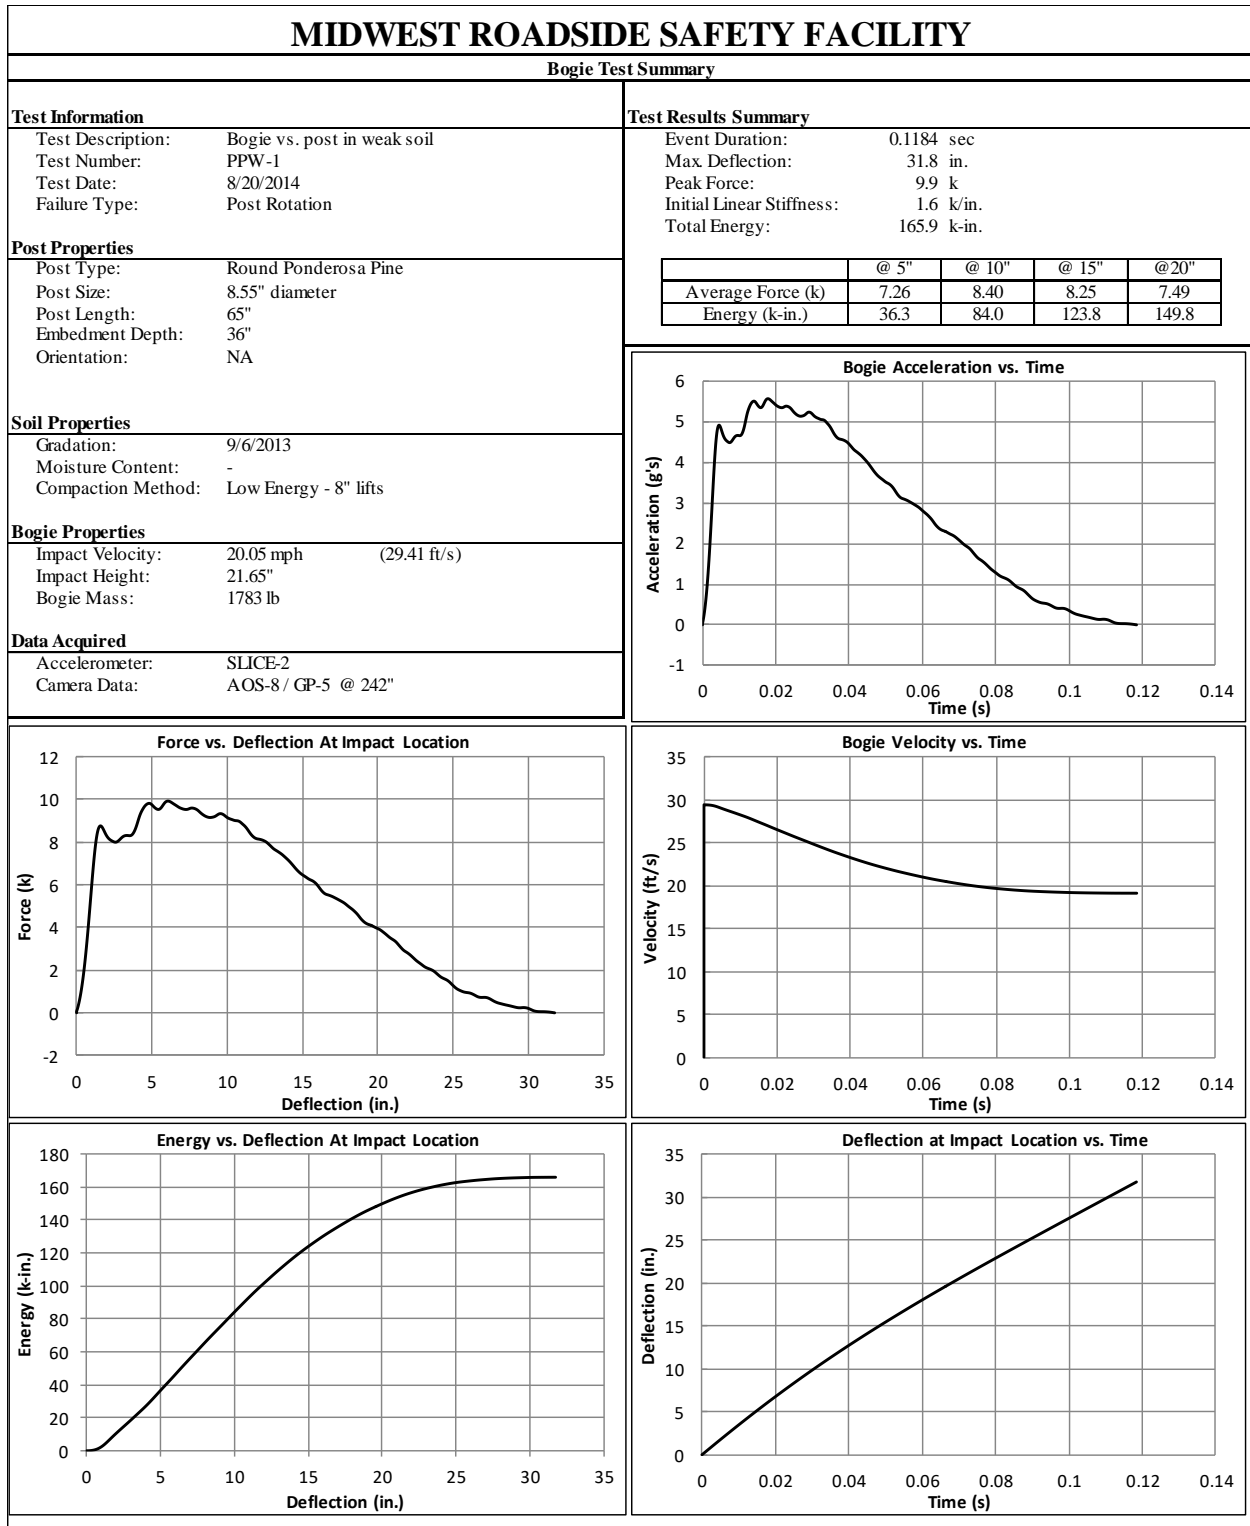 MIDWEST ROADSIDE SAFETY FACILITY
Bogie Test Summary
Test Information
Test Description: Bogie vs. post in weak soil
Test Number: PPW-1
Test Date: 8/20/2014
Failure Type: Post Rotation
Post Properties
Post Type: Round Ponderosa Pine
Post Size: 8.55" diameter
Post Length: 65"
Embedment Depth: 36"
Orientation: NA
Soil Properties
Gradation: 9/6/2013
Moisture Content: -
Compaction Method: Low Energy - 8" lifts
Bogie Properties
Impact Velocity: 20.05 mph (29.41 ft/s)
Impact Height: 21.65"
Bogie Mass: 1783 lb
Data Acquired
Accelerometer: SLICE-2
Camera Data: AOS-8 / GP-5 @ 242"
Test Results Summary
Event Duration: 0.1184 sec
Max. Deflection: 31.8 in.
Peak Force: 9.9 k
Initial Linear Stiffness: 1.6 k/in.
Total Energy: 165.9 k-in.
@ 5" @ 10" @ 15" @20"
Average Force (k) 7.26 8.40 8.25 7.49
Energy (k-in.) 36.3 84.0 123.8 149.8
Bogie Acceleration vs. Time
6
5
4
3
2
1
0
-1
Acceleration (g's)
0 0.02 0.04 0.06 0.08 0.1 0.12 0.14
Time (s)
Force vs. Deflection At Impact Location
12
10
8
6
4
2
0
-2
Force (k)
0 5 10 15 20 25 30 35
Deflection (in.)
Bogie Velocity vs. Time
35
30
25
20
15
10
5
0
Velocity (ft/s)
0 0.02 0.04 0.06 0.08 0.1 0.12 0.14
Time (s)
Energy vs. Deflection At Impact Location
180
160
140
120
100
80
60
40
20
0
Energy (k-in.)
0 5 10 15 20 25 30 35
Deflection (in.)
Deflection at Impact Location vs. Time
35
30
25
20
15
10
5
0
Deflection (in.)
0 0.02 0.04 0.06 0.08 0.1 0.12 0.14
Time (s)